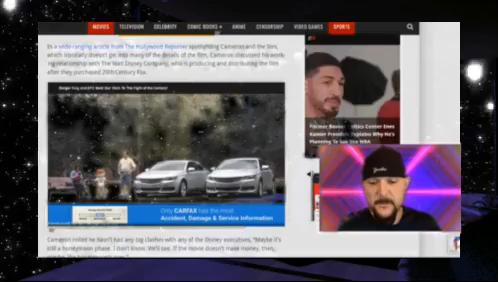 MOVIES TELEVISION CELEBRITY COMIC BOOKS ANIME CENSORSHIP VIDEO GAMES SPORTS
In a wide-ranging article from The Hollywood Reporter spotlighting Cameron and the film,
which ironically doesn't get into many of the details of the film, Cameron discussed his work-
ing relationship with The Walt Disney Company, who is producing and distributing the film
after they purchased 20th Century Fox.
Only CARFAX has the most
Accident, Damage & Service Information
Former Boston Celtics Center Enes
Kanter Freedom Explains Why He's
Planning To Sue The NBA
Cameron noted he hasn't had any big clashes with any of the Disney executives, "Maybe it's
still a honeymoon phase. I don't know. We'll see. If the movie doesn't make money, then,